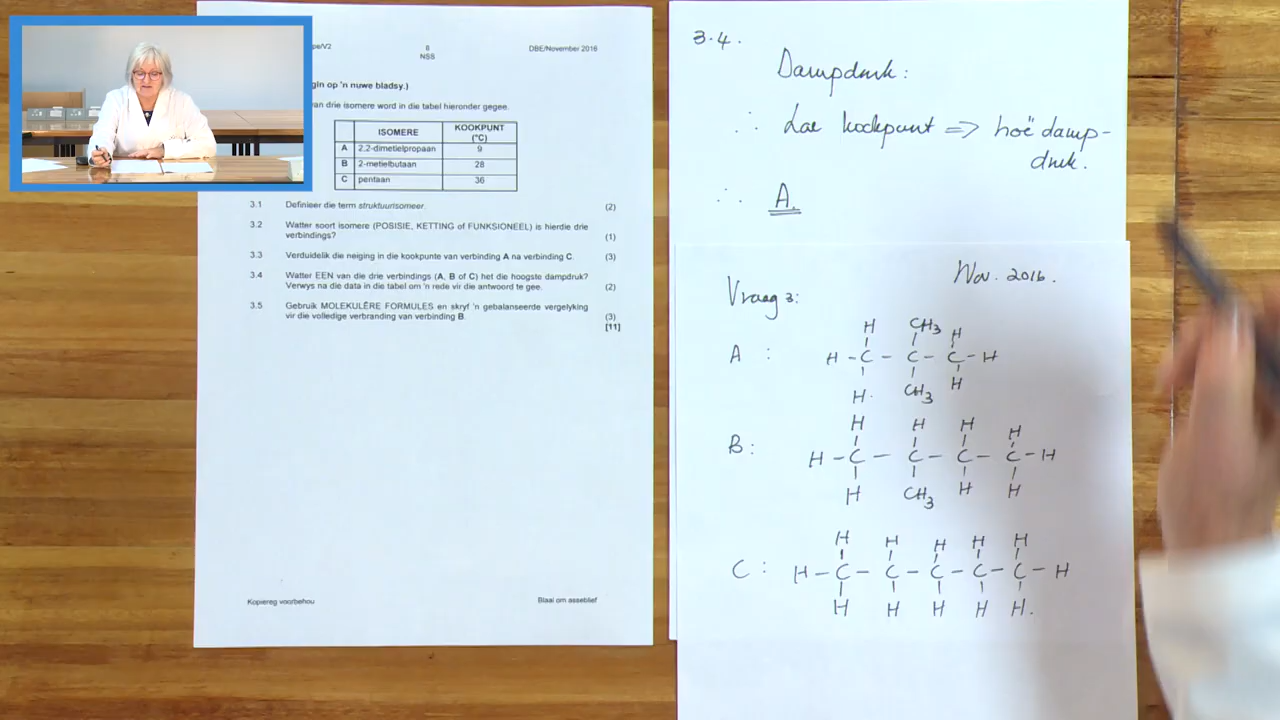 pe/V2
8
NSS
DBE/November 2016
gin op 'n nuwe bladsy.)
van drie isomere word in die tabel hieronder gegee.
ISOMERE KOOKPUNT (°C)
A 2,2-dimetielpropaan 9
B 2-metielbutaan 28
C pentaan 36
3.1 Definieer die term struktuurisomeer. (2)
3.2 Watter soort isomere (POSISIE, KETTING of FUNKSIONEEL) is hierdie drie
verbindings? (1)
3.3 Verduidelik die neiging in die kookpunte van verbinding A na verbinding C. (3)
3.4 Watter EEN van die drie verbindings (A, B of C) het die hoogste dampdruk?
Verwys na die data in die tabel om 'n rede vir die antwoord te gee. (2)
3.5 Gebruik MOLEKULÊRE FORMULES en skryf 'n gebalanseerde vergelyking
vir die volledige verbranding van verbinding B. (3)
[11]
Kopiereg voorbehou
Blaai om asseblief
3.4.
Dampdruk:
∴ Lae kookpunt ⇒ hoë damp-
druk.
∴ A.
Nov. 2016.
Vraag 3:
H CH3 H
A : H - C - C - C - H
H. CH3 H
H H H H
B: H - C - C - C - C - H
H CH3 H H
H H H H H
C: H - C - C - C - C - C - H
H H H H H.